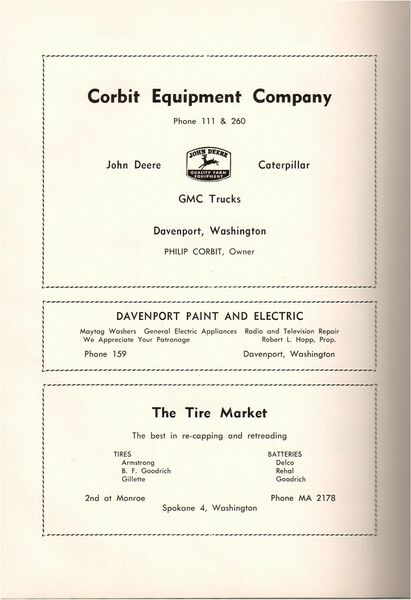 Corbit Equipment Company
Phone 111 & 260
John Deere
JOHN DEERE
QUALITY FARM
EQUIPMENT
Caterpillar
GMC Trucks
Davenport, Washington
PHILIP CORBIT, Owner
DAVENPORT PAINT AND ELECTRIC
Maytag Washers General Electric Appliances Radio and Television Repair
We Appreciate Your Patronage Robert L. Hopp, Prop.
Phone 159 Davenport, Washington
The Tire Market
The best in re-capping and retreading
TIRES BATTERIES
Armstrong Delco
B. F. Goodrich Rehal
Gillette Goodrich
2nd at Monroe Phone MA 2178
Spokane 4, Washington